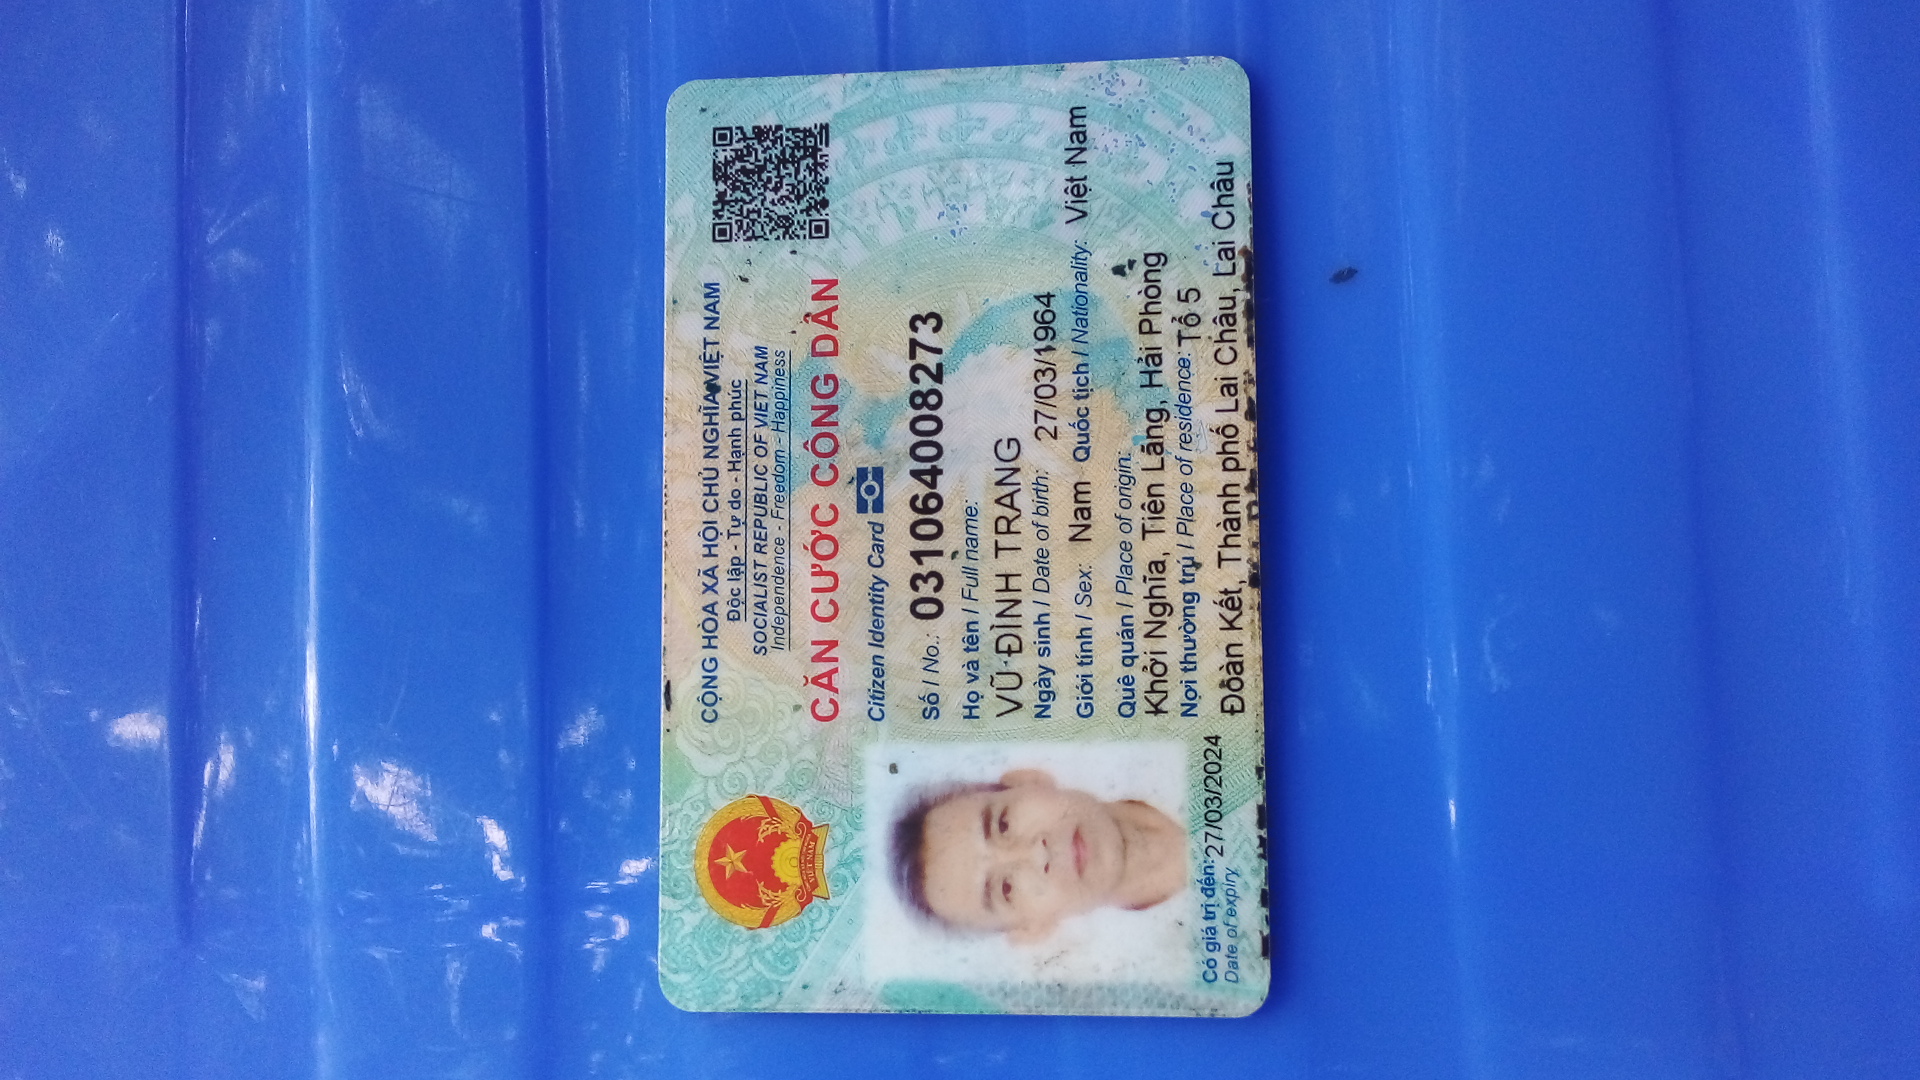 CỘNG HÒA XÃ HỘI CHỦ NGHĨA VIỆT NAM
Độc lập - Tự do - Hạnh phúc
SOCIALIST REPUBLIC OF VIET NAM
Independence - Freedom - Happiness
CĂN CƯỚC CÔNG DÂN
Citizen Identity Card
Số / No.: 031064008273
Họ và tên / Full name:
VŨ ĐÌNH TRANG
Ngày sinh / Date of birth: 27/03/1964
Giới tính / Sex: Nam Quốc tịch / Nationality: Việt Nam
Quê quán / Place of origin:
Khởi Nghĩa, Tiên Lãng, Hải Phòng
Nơi thường trú / Place of residence: Tổ 5
Đoàn Kết, Thành phố Lai Châu, Lai Châu
Có giá trị đến: 27/03/2024
Date of expiry
VIỆT NAM